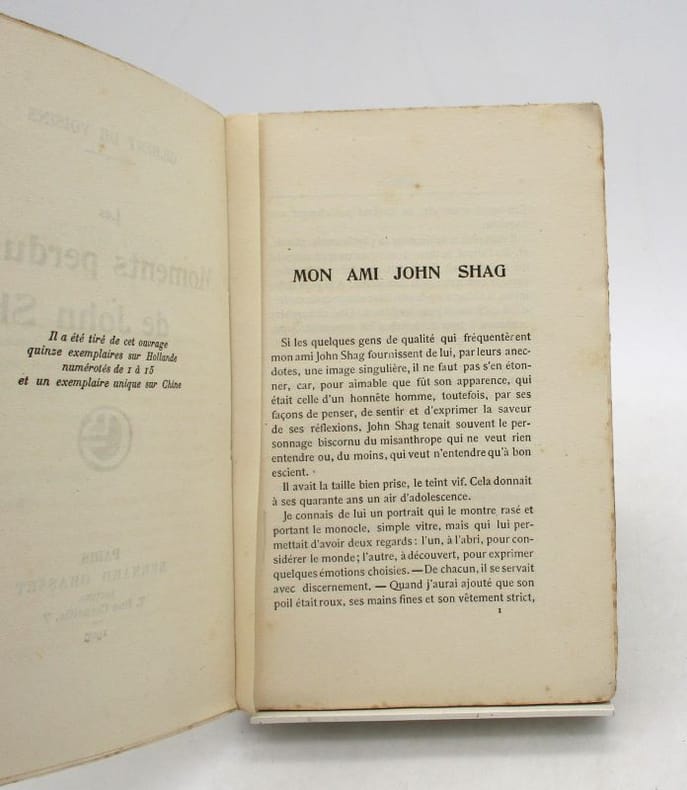 Il a été tiré de cet ouvrage
quinze exemplaires sur Hollande
numérotés de 1 à 15
et un exemplaire unique sur Chine
MON AMI JOHN SHAG
Si les quelques gens de qualité qui fréquentèrent
mon ami John Shag fournissent de lui, par leurs anec-
dotes, une image singulière, il ne faut pas s'en éton-
ner, car, pour aimable que fût son apparence, qui
était celle d'un honnête homme, toutefois, par ses
façons de penser, de sentir et d'exprimer la saveur
de ses réflexions, John Shag tenait souvent le per-
sonnage biscornu du misanthrope qui ne veut rien
entendre ou, du moins, qui veut n'entendre qu'à bon
escient.
Il avait la taille bien prise, le teint vif. Cela donnait
à ses quarante ans un air d'adolescence.
Je connais de lui un portrait qui le montre rasé et
portant le monocle, simple vitre, mais qui lui per-
mettait d'avoir deux regards : l'un, à l'abri, pour con-
sidérer le monde ; l'autre, à découvert, pour exprimer
quelques émotions choisies. — De chacun, il se servait
avec discernement. — Quand j'aurai ajouté que son
poil était roux, ses mains fines et son vêtement strict,
1